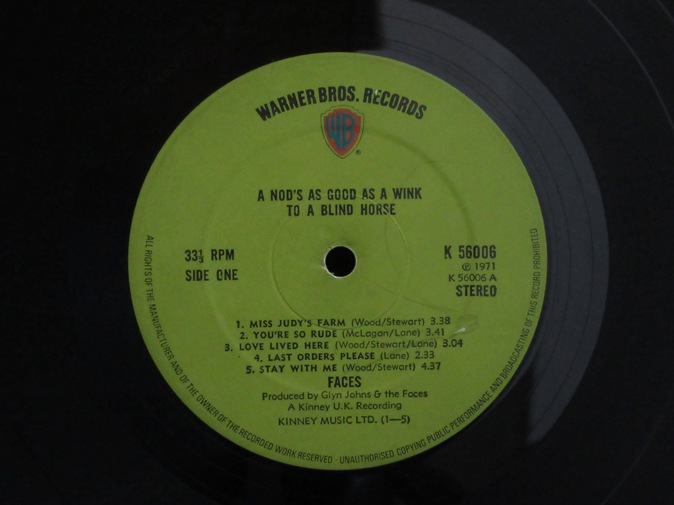 WARNER BROS. RECORDS
WB
®
A NOD'S AS GOOD AS A WINK
TO A BLIND HORSE
33⅓ RPM
SIDE ONE
K 56006
℗ 1971
K 56006 A
STEREO
1. MISS JUDY'S FARM (Wood/Stewart) 3.38
2. YOU'RE SO RUDE (McLagan/Lane) 3.41
3. LOVE LIVED HERE (Wood/Stewart/Lane) 3.04
4. LAST ORDERS PLEASE (Lane) 2.33
5. STAY WITH ME (Wood/Stewart) 4.37
FACES
Produced by Glyn Johns & the Faces
A Kinney U.K. Recording
KINNEY MUSIC LTD. (1—5)
ALL RIGHTS OF THE MANUFACTURER AND OF THE OWNER OF THE RECORDED WORK RESERVED · UNAUTHORISED COPYING PUBLIC PERFORMANCE AND BROADCASTING OF THIS RECORD PROHIBITED